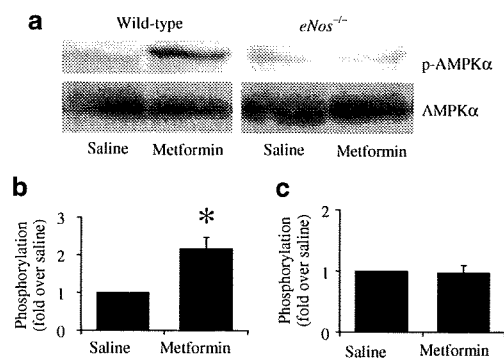 a
Wild-type eNos⁻/⁻
p-AMPKα
AMPKα
Saline Metformin Saline Metformin
b
Phosphorylation
(fold over saline)
3
2
1
0
*
Saline Metformin
c
Phosphorylation
(fold over saline)
2
1
0
Saline Metformin